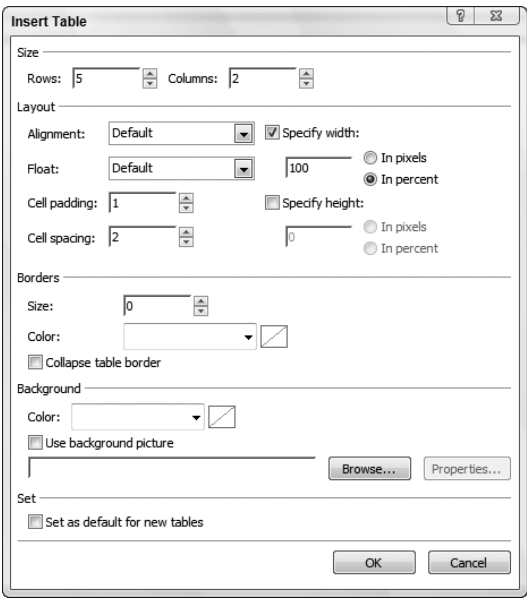 Insert Table
Size
Rows: 5 Columns: 2
Layout
Alignment: Default Specify width:
Float: Default 100 In pixels
In percent
Cell padding: 1 Specify height:
Cell spacing: 2 0 In pixels
In percent
Borders
Size: 0
Color:
Collapse table border
Background
Color:
Use background picture
Browse... Properties...
Set
Set as default for new tables
OK Cancel